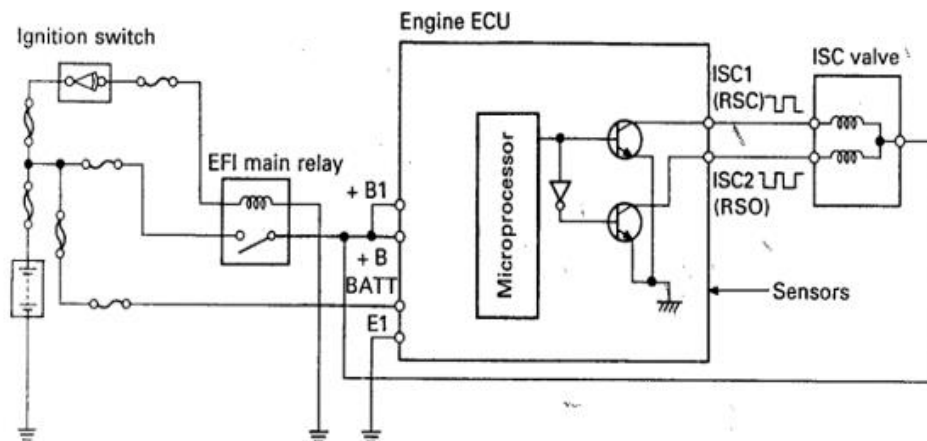 Engine ECU
Ignition switch
ISC1
(RSC)
ISC valve
EFI main relay
+ B1
+ B
BATT
E1
Microprocessor
ISC2
(RSO)
Sensors